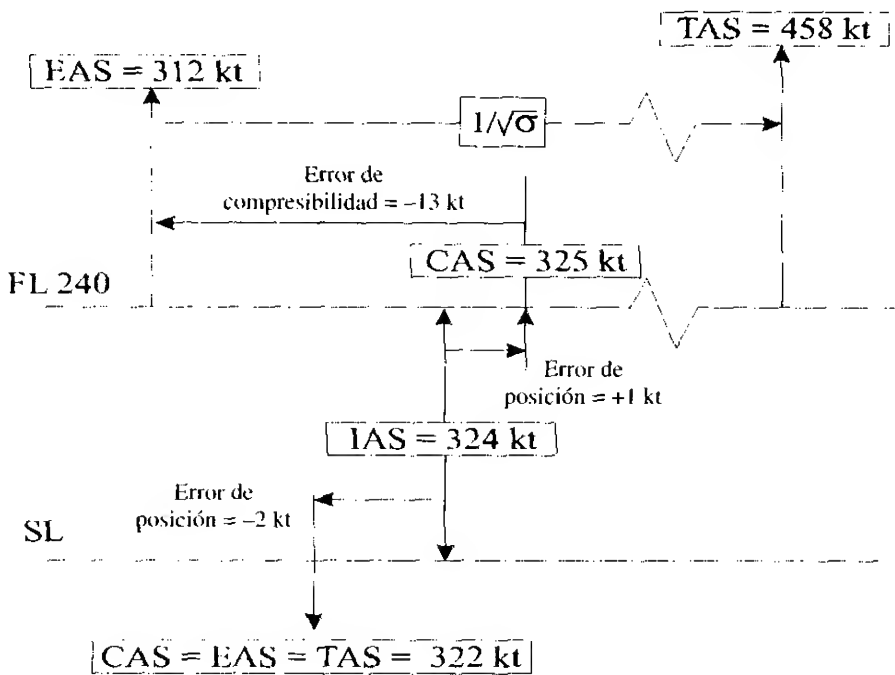 TAS = 458 kt
EAS = 312 kt
1/√σ
Error de
compresibilidad = –13 kt
CAS = 325 kt
FL 240
Error de
posición = +1 kt
IAS = 324 kt
Error de
posición = –2 kt
SL
CAS = EAS = TAS = 322 kt